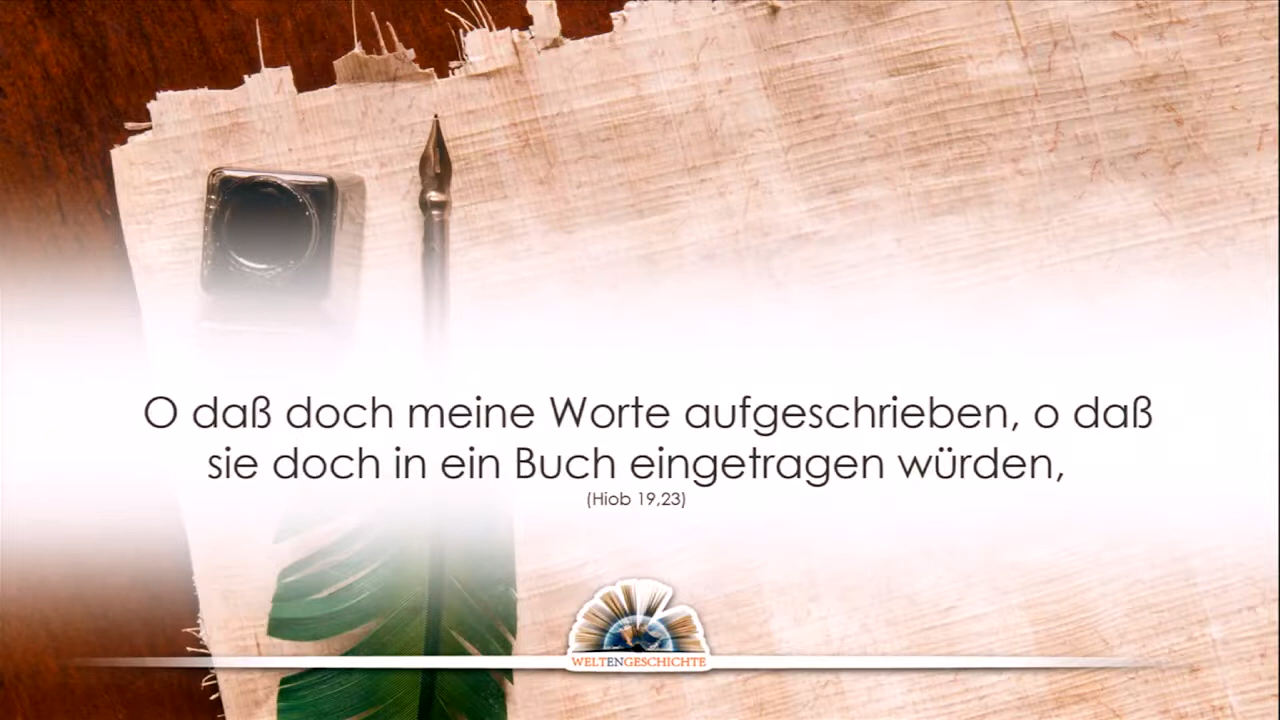 O daß doch meine Worte aufgeschrieben, o daß
sie doch in ein Buch eingetragen würden,
(Hiob 19,23)
WELTENGESCHICHTE